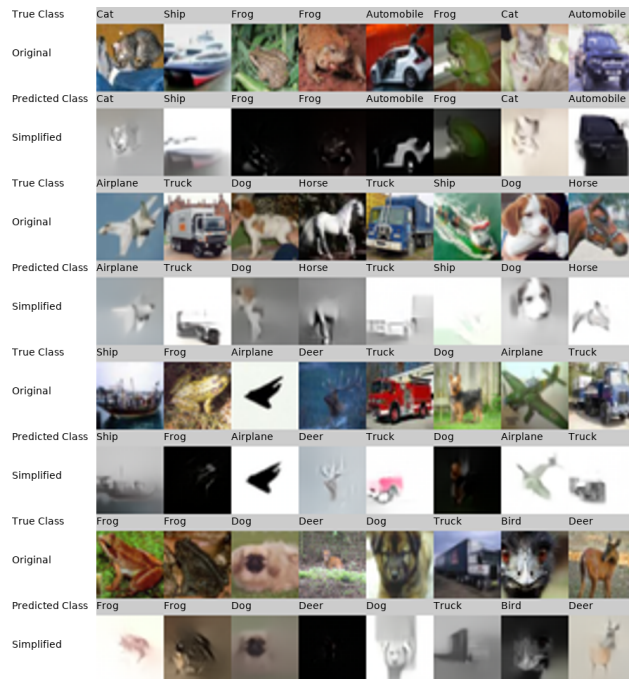 True Class Cat Ship Frog Frog Automobile Frog Cat Automobile
Original
Predicted Class Cat Ship Frog Frog Automobile Frog Cat Automobile
Simplified
True Class Airplane Truck Dog Horse Truck Ship Dog Horse
Original
Predicted Class Airplane Truck Dog Horse Truck Ship Dog Horse
Simplified
True Class Ship Frog Airplane Deer Truck Dog Airplane Truck
Original
Predicted Class Ship Frog Airplane Deer Truck Dog Airplane Truck
Simplified
True Class Frog Frog Dog Deer Dog Truck Bird Deer
Original
Predicted Class Frog Frog Dog Deer Dog Truck Bird Deer
Simplified